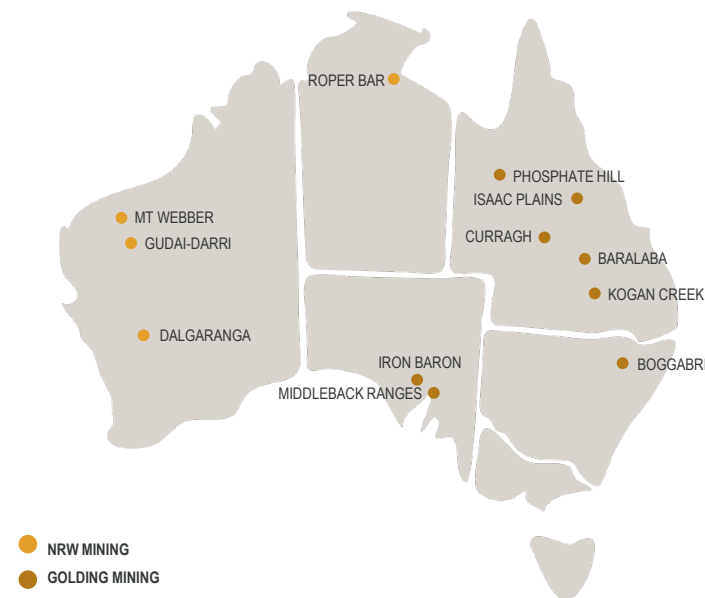 ROPER BAR
PHOSPHATE HILL
ISAAC PLAINS
MT WEBBER
CURRAGH
GUDAI-DARRI
BARALABA
KOGAN CREEK
DALGARANGA
IRON BARON
BOGGABRI
MIDDLEBACK RANGES
NRW MINING
GOLDING MINING